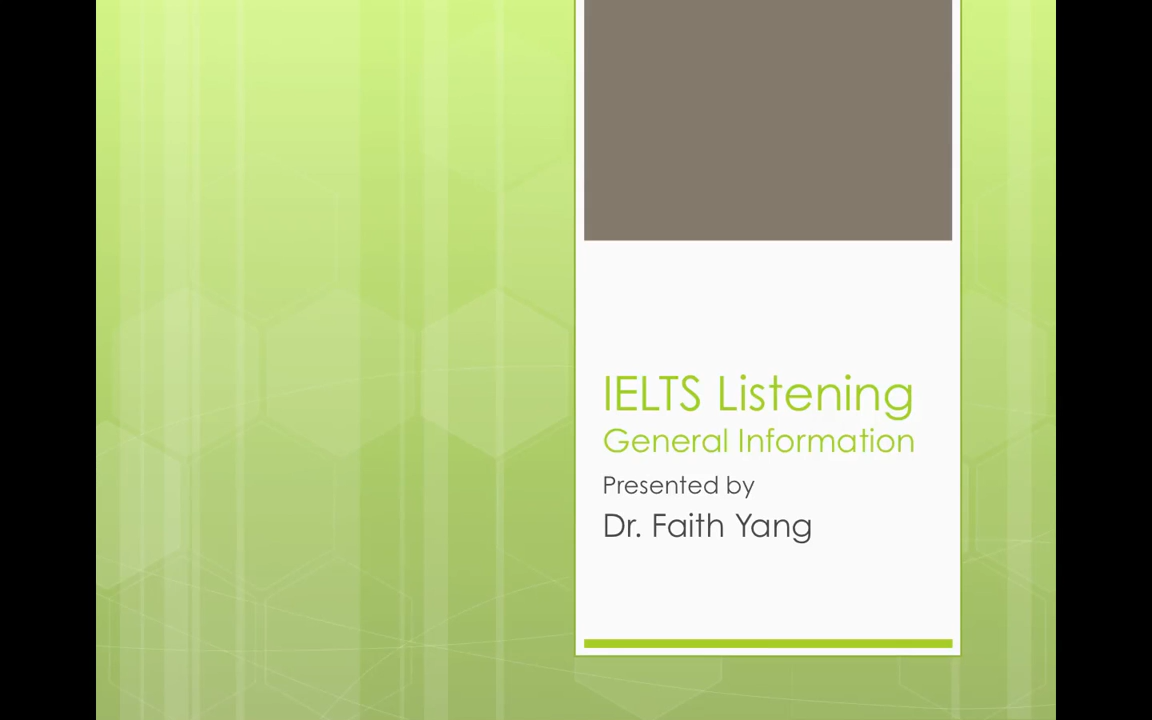 IELTS Listening
General Information
Presented by
Dr. Faith Yang